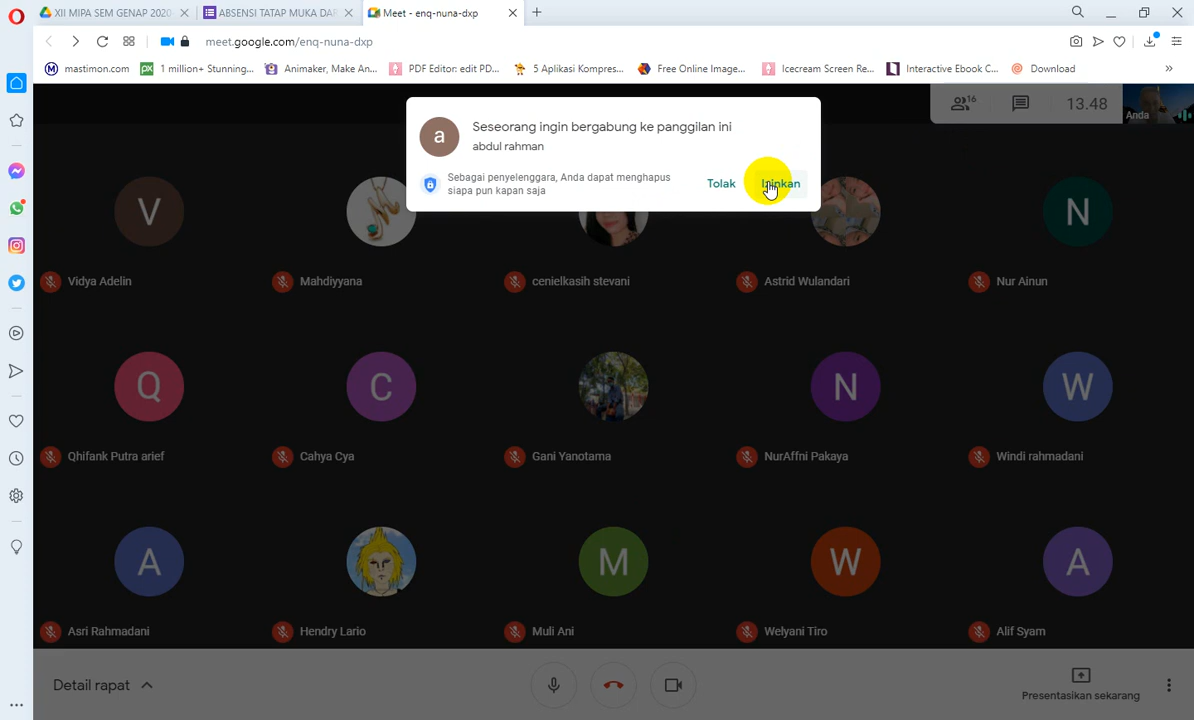 XII MIPA SEM GENAP 2020
ABSENSI TATAP MUKA DAR
Meet - enq-nuna-dxp
meet.google.com/enq-nuna-dxp
mastimon.com
1 million+ Stunning...
Animaker, Make An...
PDF Editor: edit PD...
5 Aplikasi Kompres...
Free Online Image...
Icecream Screen Re...
Interactive Ebook C...
Download
»
16
13.48
Anda
a
Seseorang ingin bergabung ke panggilan ini
abdul rahman
Sebagai penyelenggara, Anda dapat menghapus
siapa pun kapan saja
Tolak
Izinkan
V
N
Vidya Adelin
Mahdiyyana
cenielkasih stevani
Astrid Wulandari
Nur Ainun
Q
C
N
W
Qhifank Putra arief
Cahya Cya
Gani Yanotama
NurAffni Pakaya
Windi rahmadani
A
M
W
A
Asri Rahmadani
Hendry Lario
Muli Ani
Welyani Tiro
Alif Syam
Detail rapat
Presentasikan sekarang